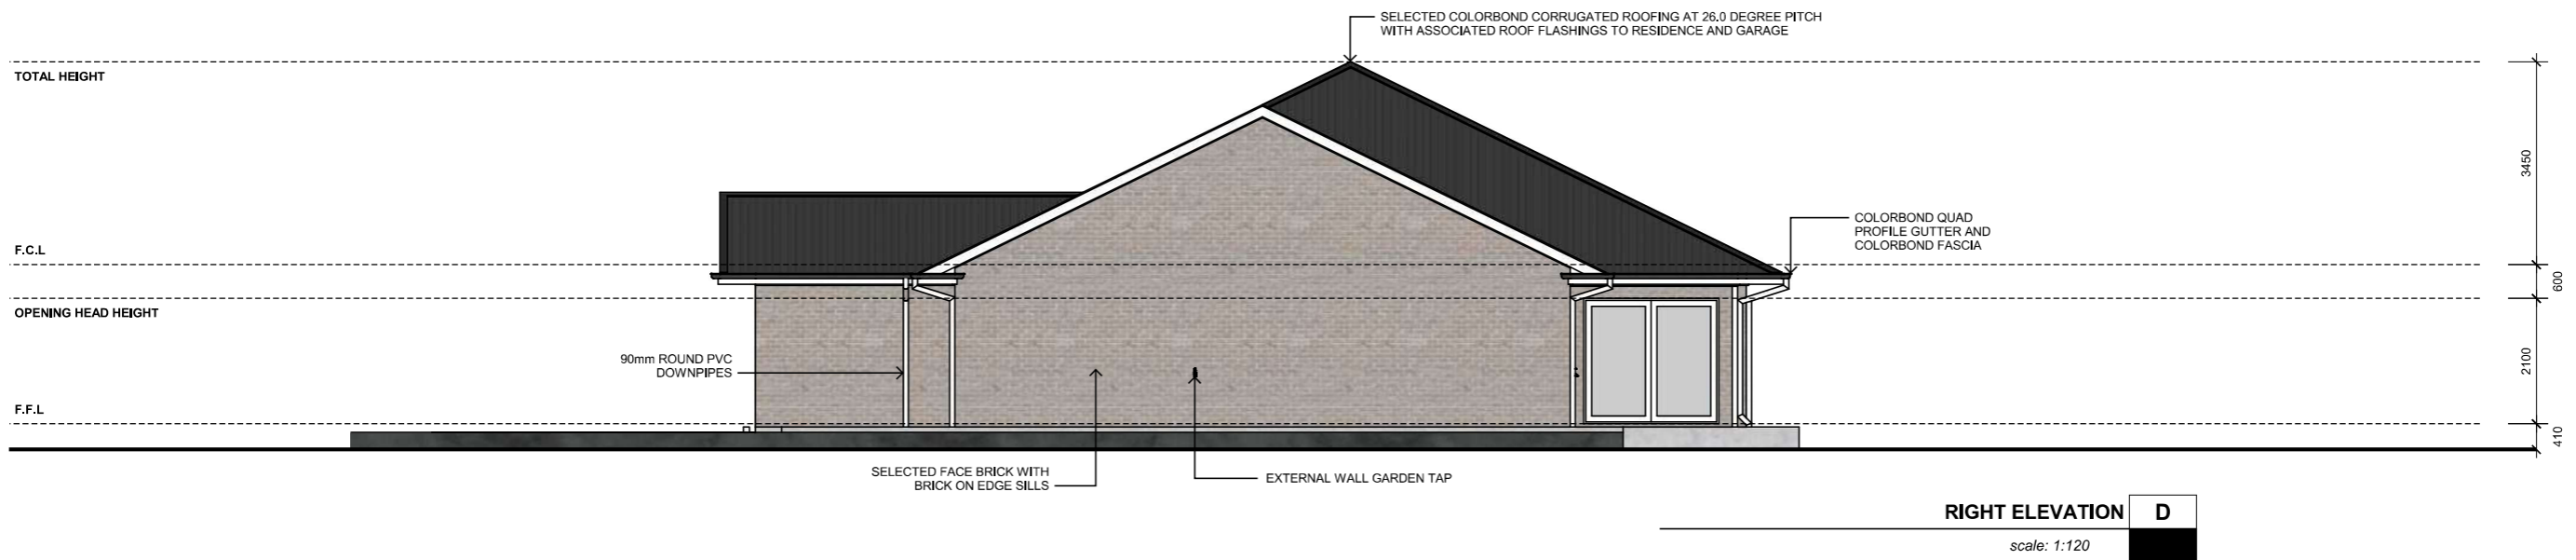 SELECTED COLORBOND CORRUGATED ROOFING AT 26.0 DEGREE PITCH
WITH ASSOCIATED ROOF FLASHINGS TO RESIDENCE AND GARAGE
TOTAL HEIGHT
3450
COLORBOND QUAD
PROFILE GUTTER AND
COLORBOND FASCIA
F.C.L
600
OPENING HEAD HEIGHT
90mm ROUND PVC
DOWNPIPES
2100
F.F.L
410
SELECTED FACE BRICK WITH
BRICK ON EDGE SILLS
EXTERNAL WALL GARDEN TAP
RIGHT ELEVATION D
scale: 1:120